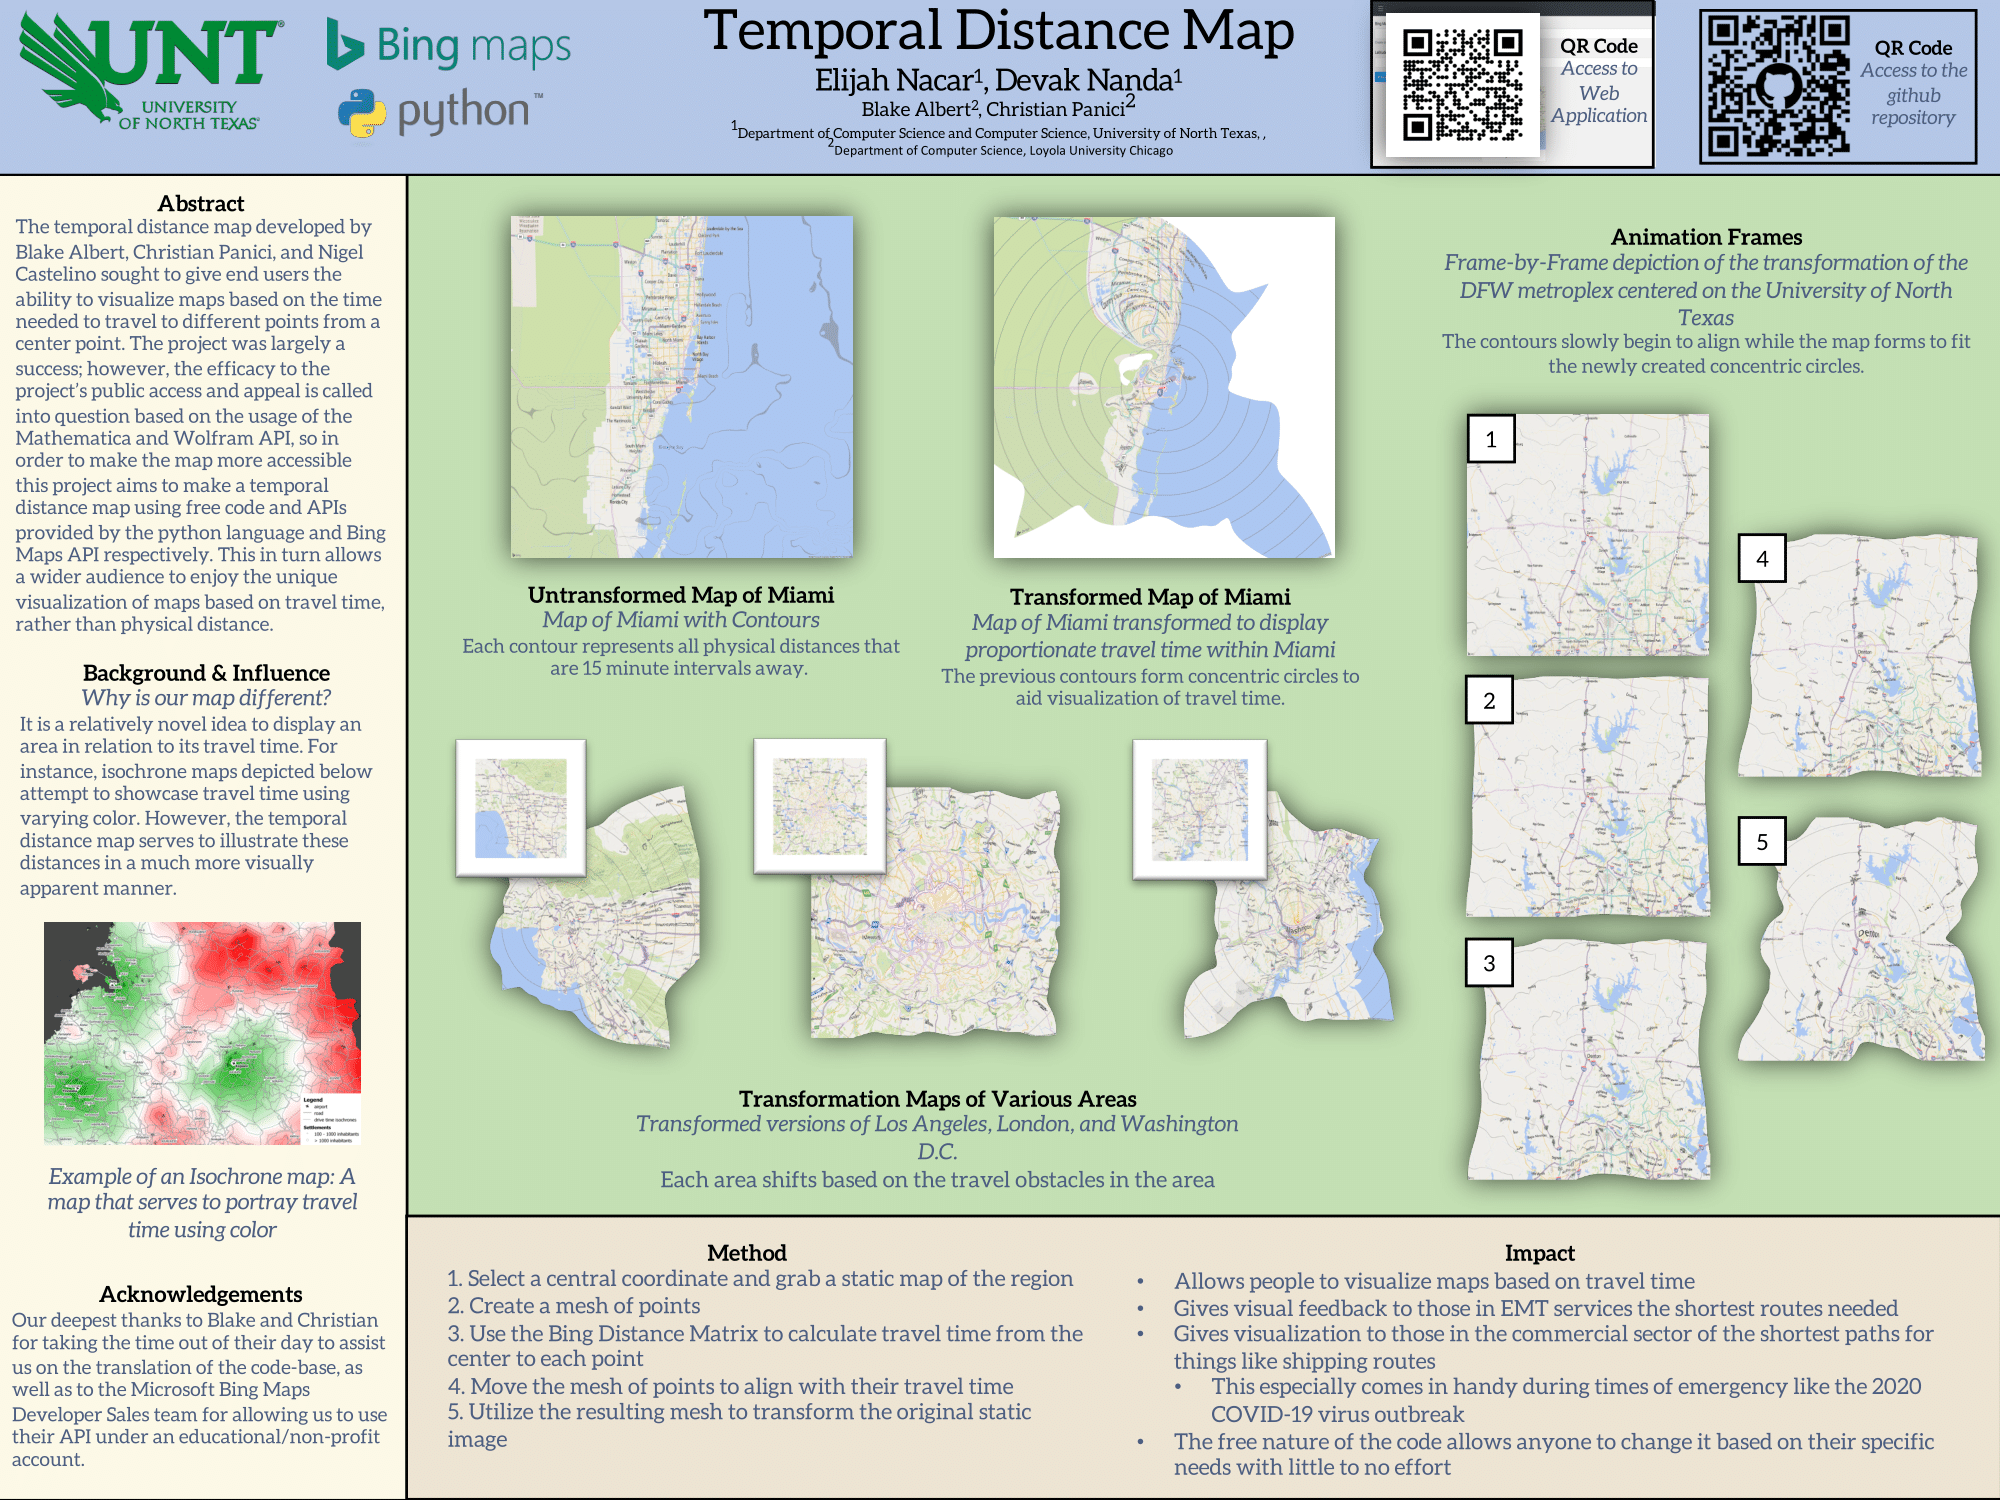 UNT®
UNIVERSITY
OF NORTH TEXAS®
Bing maps
python™
Temporal Distance Map
Elijah Nacar1, Devak Nanda1
Blake Albert2, Christian Panici2
1Department of Computer Science and Computer Science, University of North Texas, ,
2Department of Computer Science, Loyola University Chicago
QR Code
Access to
Web
Application
QR Code
Access to the
github
repository
Abstract
The temporal distance map developed by
Blake Albert, Christian Panici, and Nigel
Castelino sought to give end users the
ability to visualize maps based on the time
needed to travel to different points from a
center point. The project was largely a
success; however, the efficacy to the
project's public access and appeal is called
into question based on the usage of the
Mathematica and Wolfram API, so in
order to make the map more accessible
this project aims to make a temporal
distance map using free code and APIs
provided by the python language and Bing
Maps API respectively. This in turn allows
a wider audience to enjoy the unique
visualization of maps based on travel time,
rather than physical distance.
Background & Influence
Why is our map different?
It is a relatively novel idea to display an
area in relation to its travel time. For
instance, isochrone maps depicted below
attempt to showcase travel time using
varying color. However, the temporal
distance map serves to illustrate these
distances in a much more visually
apparent manner.
Legend
airport
road
drive time isochrones
Settlements
100 - 1000 inhabitants
> 1000 inhabitants
Example of an Isochrone map: A
map that serves to portray travel
time using color
Acknowledgements
Our deepest thanks to Blake and Christian
for taking the time out of their day to assist
us on the translation of the code-base, as
well as to the Microsoft Bing Maps
Developer Sales team for allowing us to use
their API under an educational/non-profit
account.
Untransformed Map of Miami
Map of Miami with Contours
Each contour represents all physical distances that
are 15 minute intervals away.
Transformed Map of Miami
Map of Miami transformed to display
proportionate travel time within Miami
The previous contours form concentric circles to
aid visualization of travel time.
Transformation Maps of Various Areas
Transformed versions of Los Angeles, London, and Washington
D.C.
Each area shifts based on the travel obstacles in the area
Animation Frames
Frame-by-Frame depiction of the transformation of the
DFW metroplex centered on the University of North
Texas
The contours slowly begin to align while the map forms to fit
the newly created concentric circles.
1
2
3
4
5
Method
1. Select a central coordinate and grab a static map of the region
2. Create a mesh of points
3. Use the Bing Distance Matrix to calculate travel time from the
center to each point
4. Move the mesh of points to align with their travel time
5. Utilize the resulting mesh to transform the original static
image
Impact
• Allows people to visualize maps based on travel time
• Gives visual feedback to those in EMT services the shortest routes needed
• Gives visualization to those in the commercial sector of the shortest paths for
things like shipping routes
• This especially comes in handy during times of emergency like the 2020
COVID-19 virus outbreak
• The free nature of the code allows anyone to change it based on their specific
needs with little to no effort